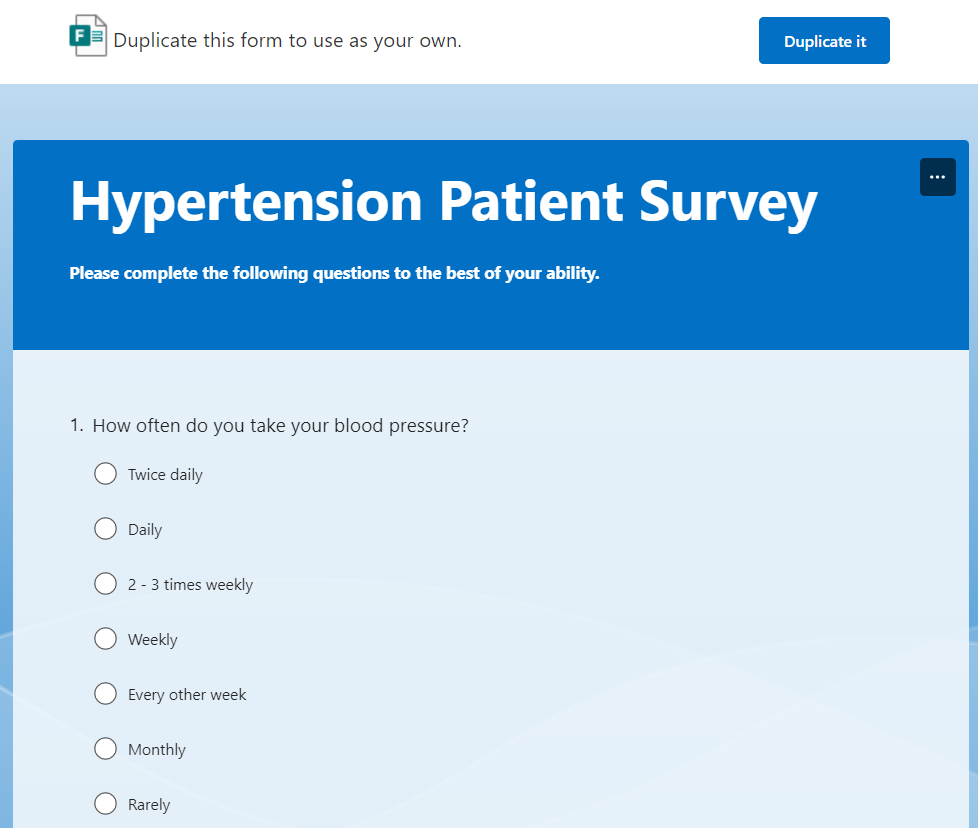 F
Duplicate this form to use as your own.
Duplicate it
Hypertension Patient Survey
...
Please complete the following questions to the best of your ability.
1. How often do you take your blood pressure?
Twice daily
Daily
2 - 3 times weekly
Weekly
Every other week
Monthly
Rarely